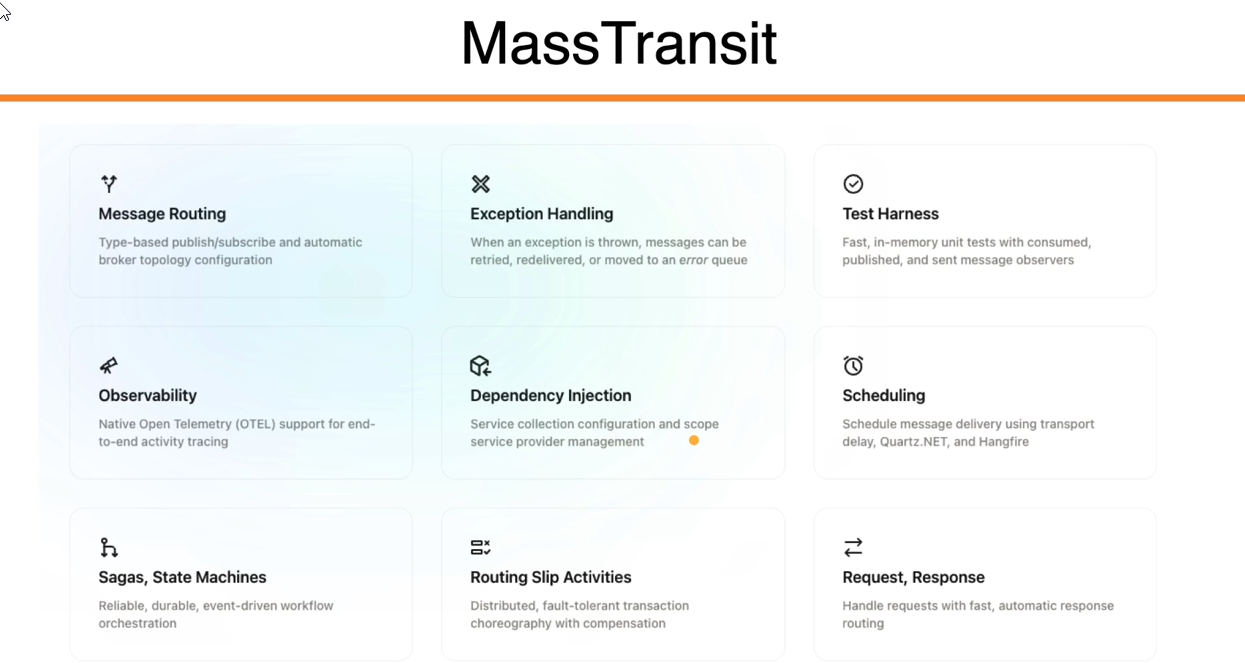 MassTransit
Message Routing
Type-based publish/subscribe and automatic
broker topology configuration
Exception Handling
When an exception is thrown, messages can be
retried, redelivered, or moved to an error queue
Test Harness
Fast, in-memory unit tests with consumed,
published, and sent message observers
Observability
Native Open Telemetry (OTEL) support for end-
to-end activity tracing
Dependency Injection
Service collection configuration and scope
service provider management
Scheduling
Schedule message delivery using transport
delay, Quartz.NET, and Hangfire
Sagas, State Machines
Reliable, durable, event-driven workflow
orchestration
Routing Slip Activities
Distributed, fault-tolerant transaction
choreography with compensation
Request, Response
Handle requests with fast, automatic response
routing